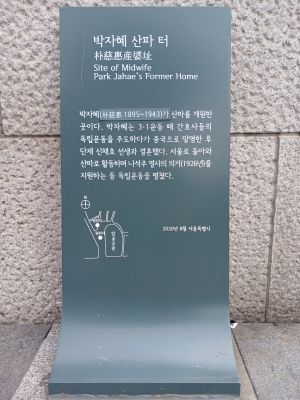 박자혜 산파 터
朴慈惠産婆址
Site of Midwife
Park Jahae's Former Home
박자혜(朴慈惠 1895~1943)가 산파를 개원한
곳이다. 박자혜는 3·1운동 때 간호사들의
독립운동을 주도하다가 중국으로 망명한 후
단재 신채호 선생과 결혼했다. 서울로 돌아와
산파로 활동하며 나석주 열사의 의거(1926년)를
지원하는 등 독립운동을 펼쳤다.
2020년 8월 서울특별시